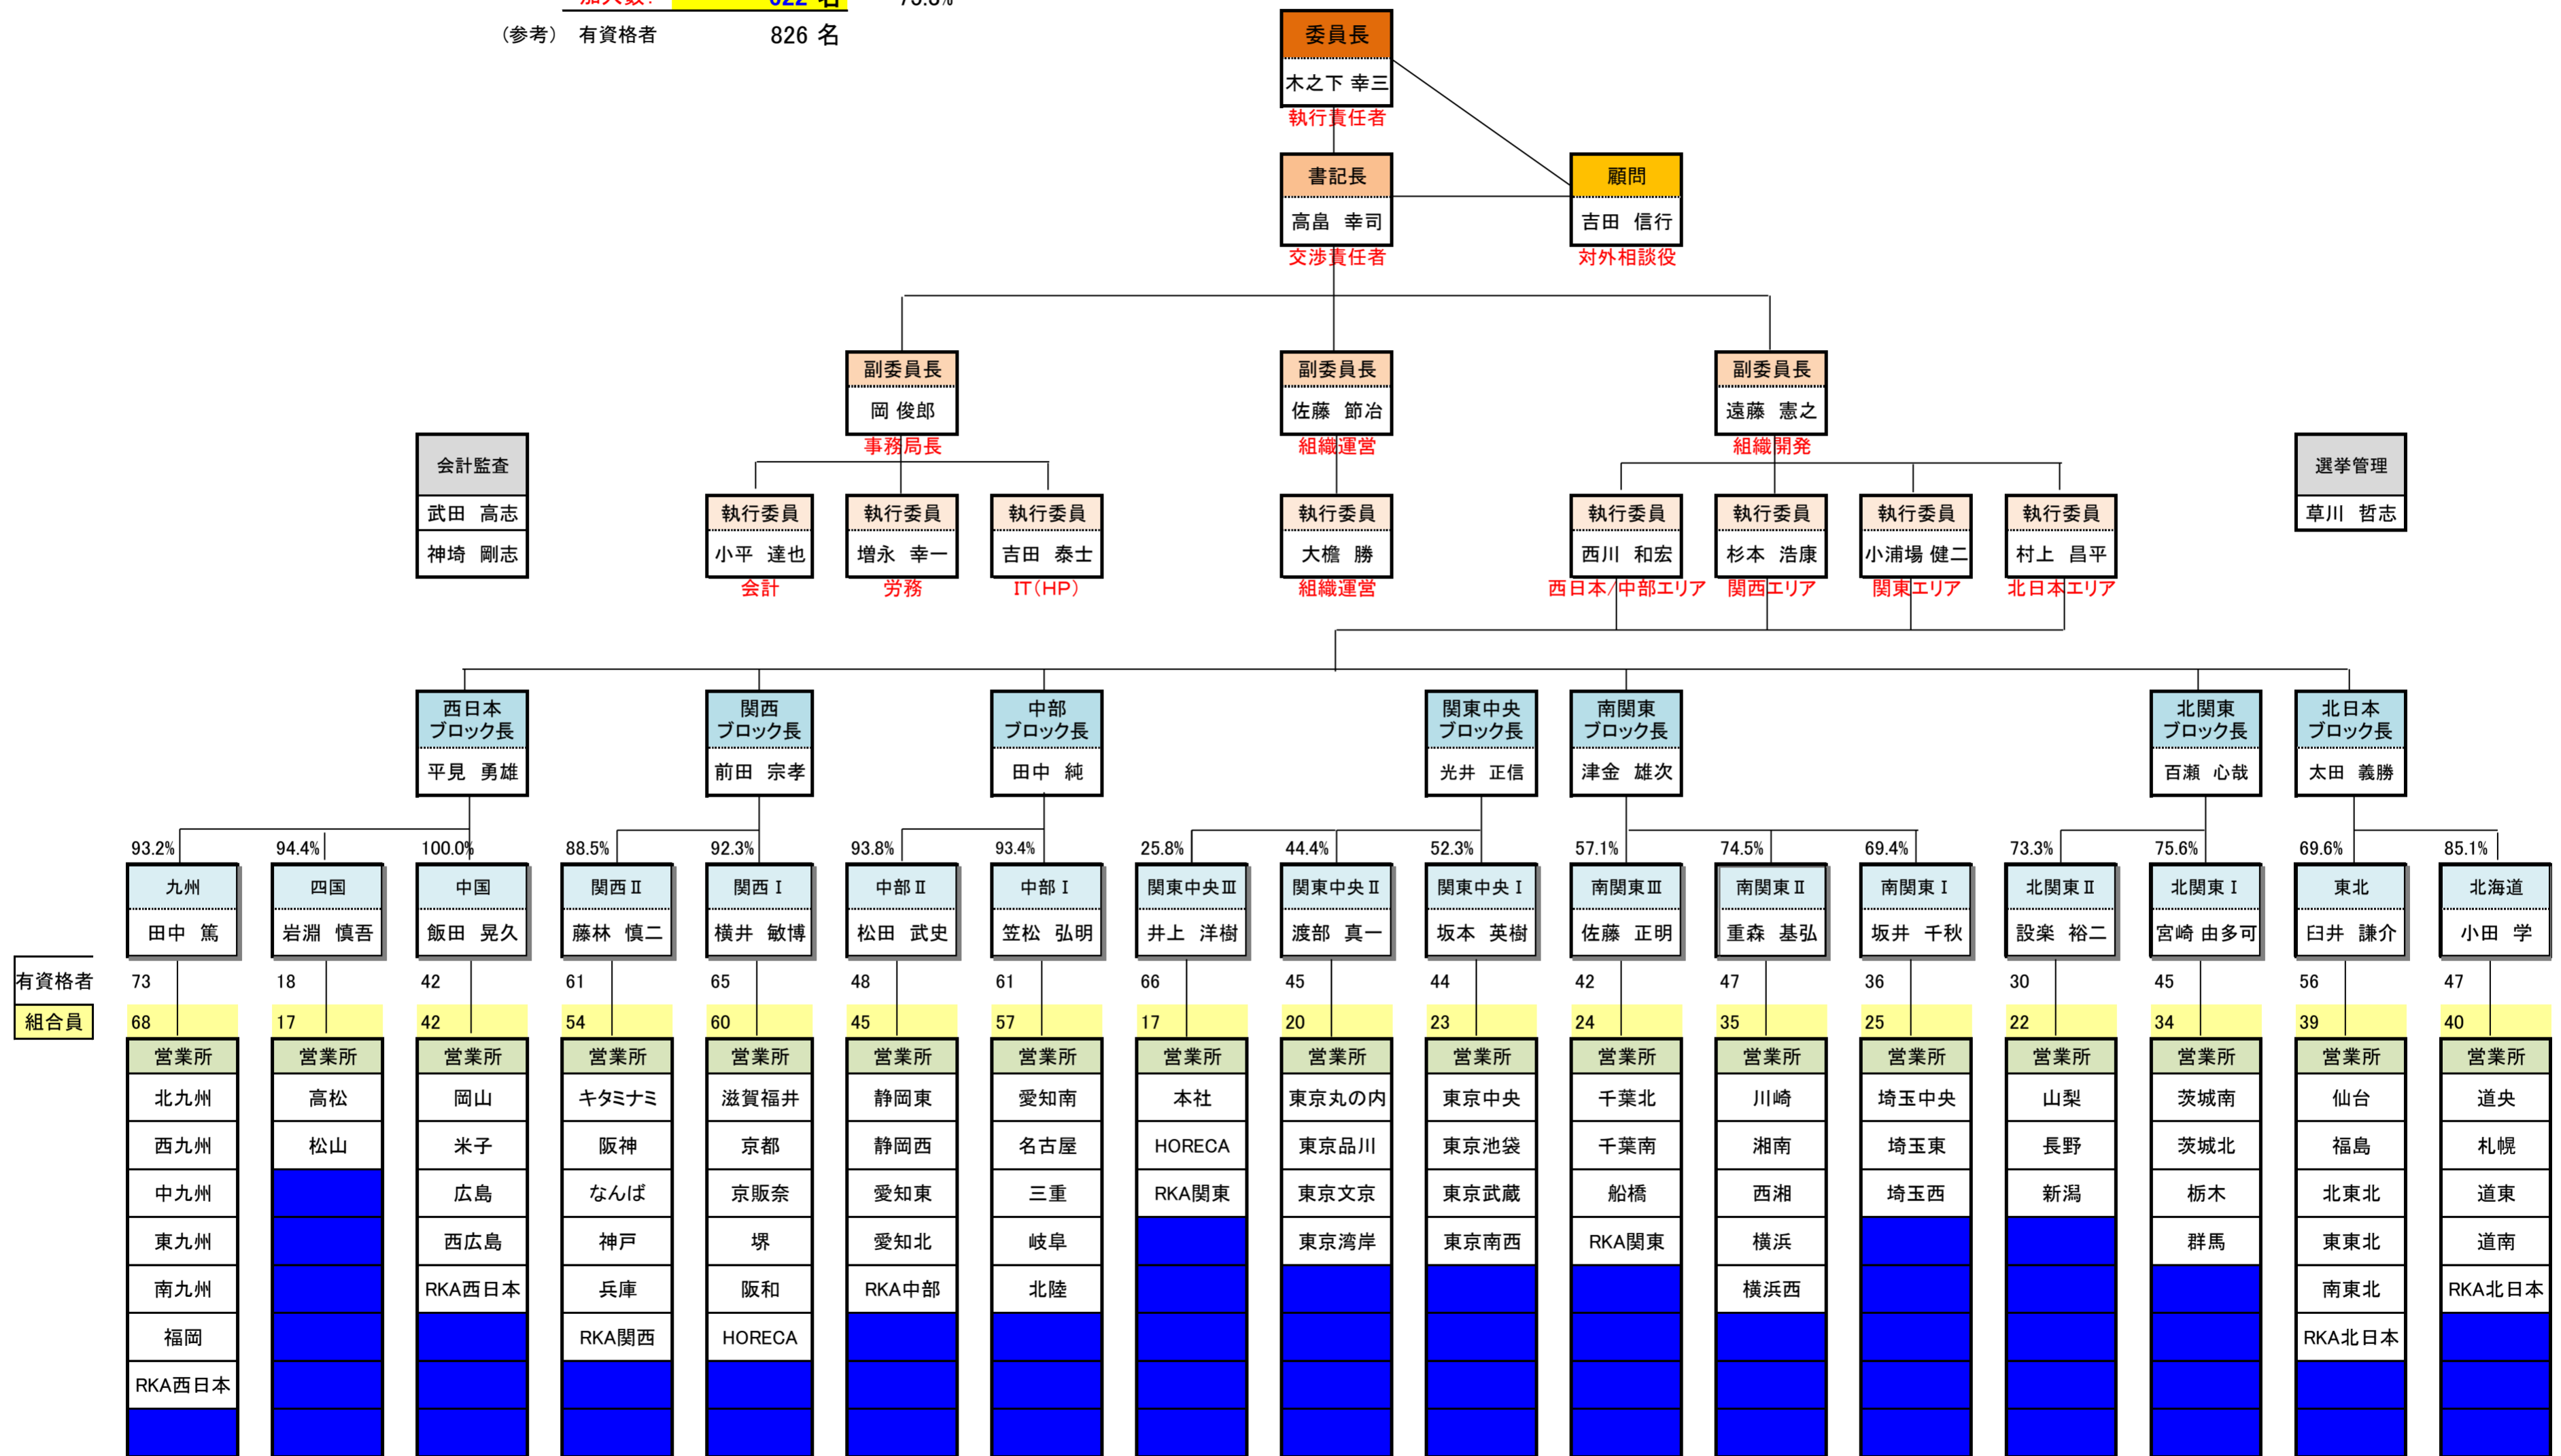 622 名
(参考) 有資格者 826 名
委員長
木之下 幸三
執行責任者
書記長
高畠 幸司
交渉責任者
顧問
吉田 信行
対外相談役
副委員長
岡 俊郎
事務局長
副委員長
佐藤 節冶
組織運営
副委員長
遠藤 憲之
組織開発
会計監査
武田 高志
神埼 剛志
選挙管理
草川 哲志
執行委員
小平 達也
会計
執行委員
増永 幸一
労務
執行委員
吉田 泰士
IT(HP)
執行委員
大檐 勝
組織運営
執行委員
西川 和宏
西日本/中部エリア
執行委員
杉本 浩康
関西エリア
執行委員
小浦場 健二
関東エリア
執行委員
村上 昌平
北日本エリア
西日本
ブロック長
平見 勇雄
関西
ブロック長
前田 宗孝
中部
ブロック長
田中 純
関東中央
ブロック長
光井 正信
南関東
ブロック長
津金 雄次
北関東
ブロック長
百瀬 心哉
北日本
ブロック長
太田 義勝
93.2% 94.4% 100.0% 88.5% 92.3% 93.8% 93.4% 25.8% 44.4% 52.3% 57.1% 74.5% 69.4% 73.3% 75.6% 69.6% 85.1%
九州 四国 中国 関西Ⅱ 関西Ⅰ 中部Ⅱ 中部Ⅰ 関東中央Ⅲ 関東中央Ⅱ 関東中央Ⅰ 南関東Ⅲ 南関東Ⅱ 南関東Ⅰ 北関東Ⅱ 北関東Ⅰ 東北 北海道
田中 篤 岩淵 慎吾 飯田 晃久 藤林 慎二 横井 敏博 松田 武史 笠松 弘明 井上 洋樹 渡部 真一 坂本 英樹 佐藤 正明 重森 基弘 坂井 千秋 設楽 裕二 宮崎 由多可 臼井 謙介 小田 学
有資格者 73 18 42 61 65 48 61 66 45 44 42 47 36 30 45 56 47
組合員 68 17 42 54 60 45 57 17 20 23 24 35 25 22 34 39 40
営業所 営業所 営業所 営業所 営業所 営業所 営業所 営業所 営業所 営業所 営業所 営業所 営業所 営業所 営業所 営業所 営業所
北九州 高松 岡山 キタミナミ 滋賀福井 静岡東 愛知南 本社 東京丸の内 東京中央 千葉北 川崎 埼玉中央 山梨 茨城南 仙台 道央
西九州 松山 米子 阪神 京都 静岡西 名古屋 HORECA 東京品川 東京池袋 千葉南 湘南 埼玉東 長野 茨城北 福島 札幌
中九州 広島 なんば 京販奈 愛知東 三重 RKA関東 東京文京 東京武蔵 船橋 西湘 埼玉西 新潟 栃木 北東北 道東
東九州 西広島 神戸 堺 愛知北 岐阜 東京湾岸 東京南西 RKA関東 横浜 群馬 東東北 道南
南九州 RKA西日本 兵庫 阪和 RKA中部 北陸 横浜西 南東北 RKA北日本
福岡 RKA関西 HORECA RKA北日本
RKA西日本